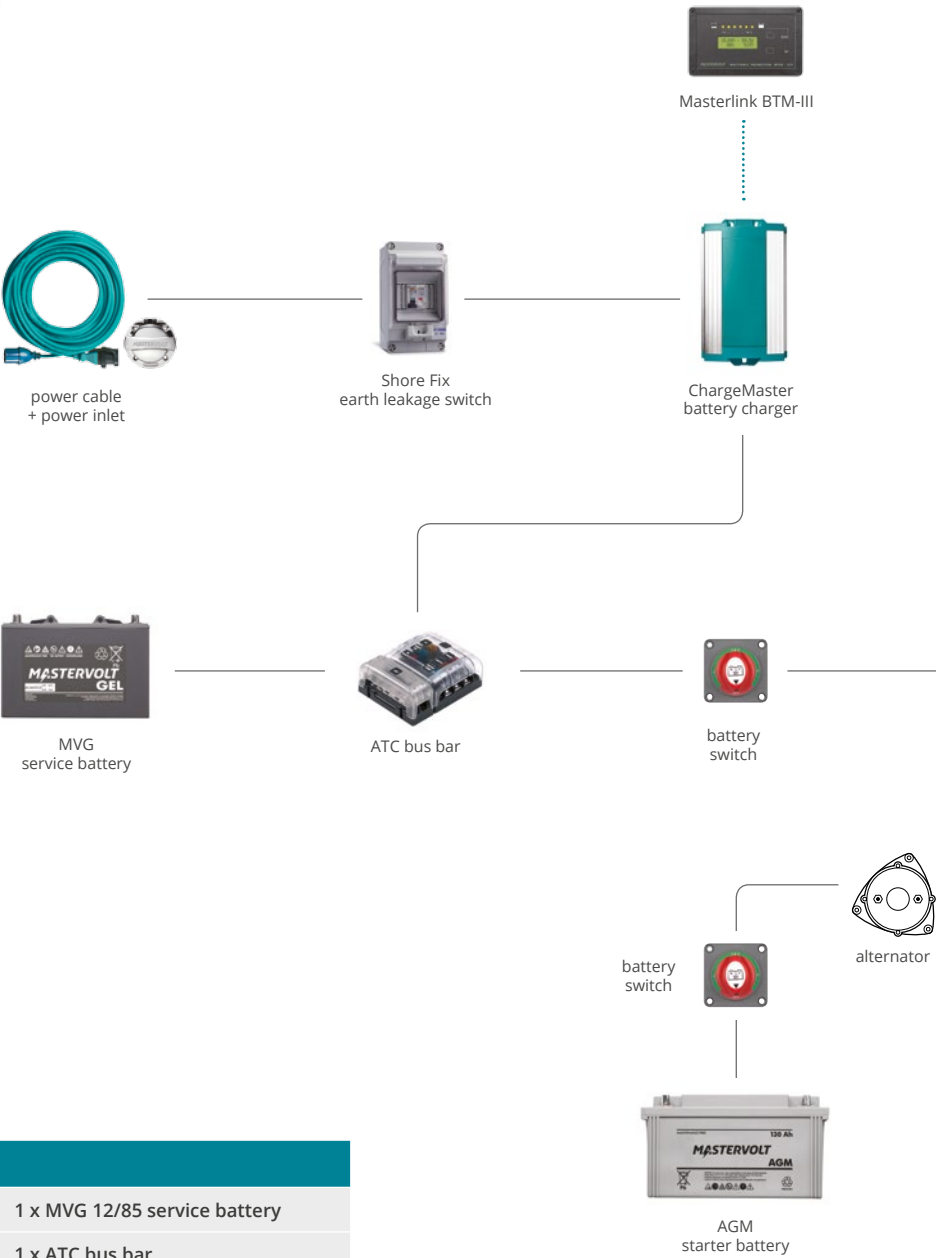 Masterlink BTM-III
power cable
+ power inlet
Shore Fix
earth leakage switch
ChargeMaster
battery charger
MASTERVOLT
GEL
MVG
service battery
ATC bus bar
battery
switch
alternator
battery
switch
130 Ah
MASTERVOLT
AGM
AGM
starter battery
1 x MVG 12/85 service battery
1 x ATC bus bar